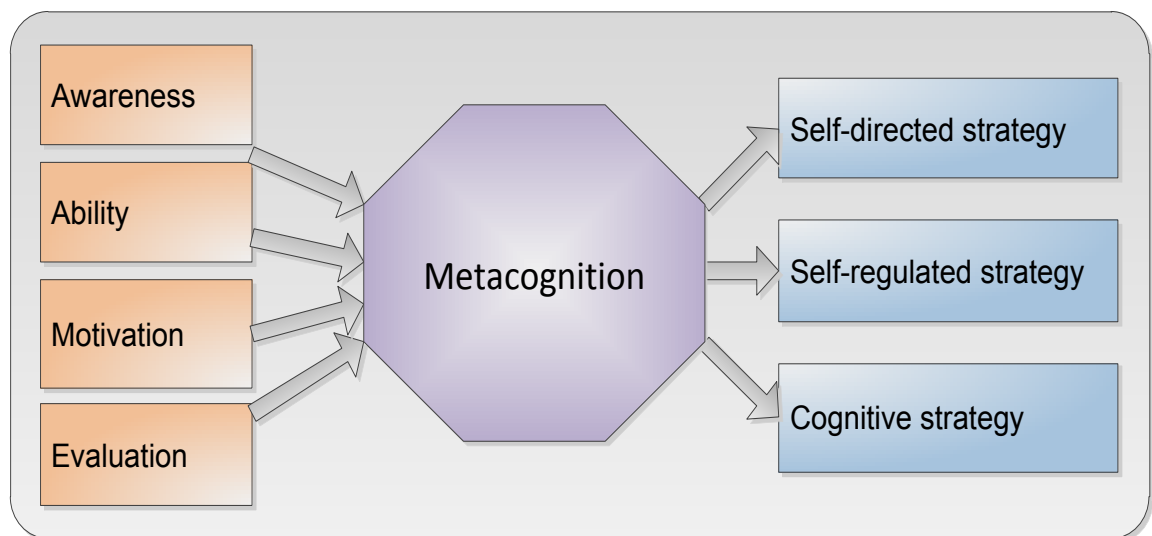 Awareness
Ability
Motivation
Evaluation
Metacognition
Self-directed strategy
Self-regulated strategy
Cognitive strategy